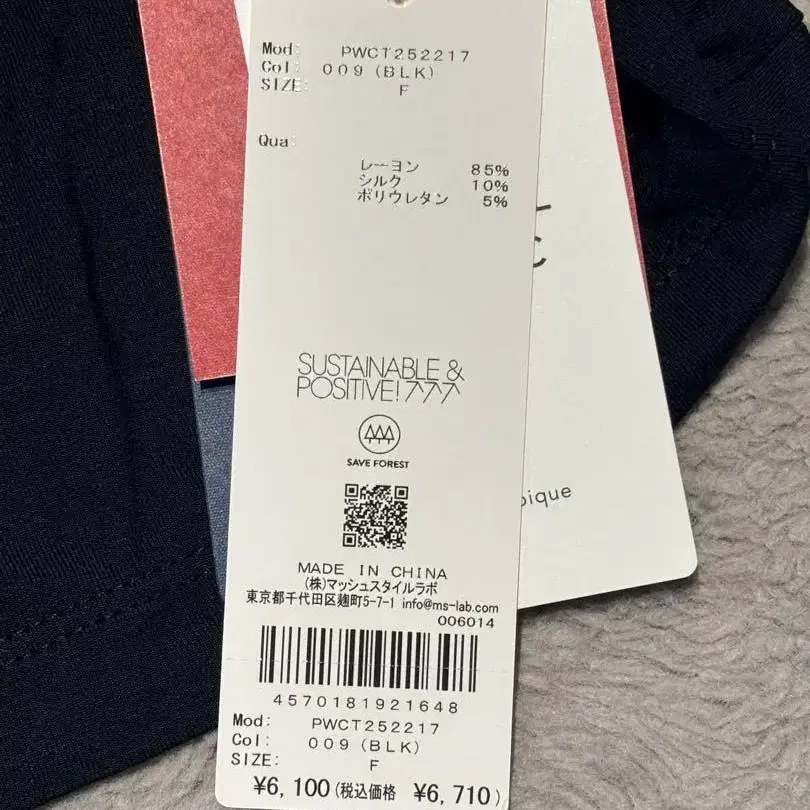 Mod: PWCT252217
Col: 009 (BLK)
SIZE: F
Qua:
レーヨン 85%
シルク 10%
ポリウレタン 5%
SUSTAINABLE &
POSITIVE!
SAVE FOREST
MADE IN CHINA
(株)マッシュスタイルラボ
東京都千代田区麹町5-7-1 info@ms-lab.com
006014
4570181921648
Mod: PWCT252217
Col: 009 (BLK)
SIZE: F
¥6,100(税込価格 ¥6,710)
pique